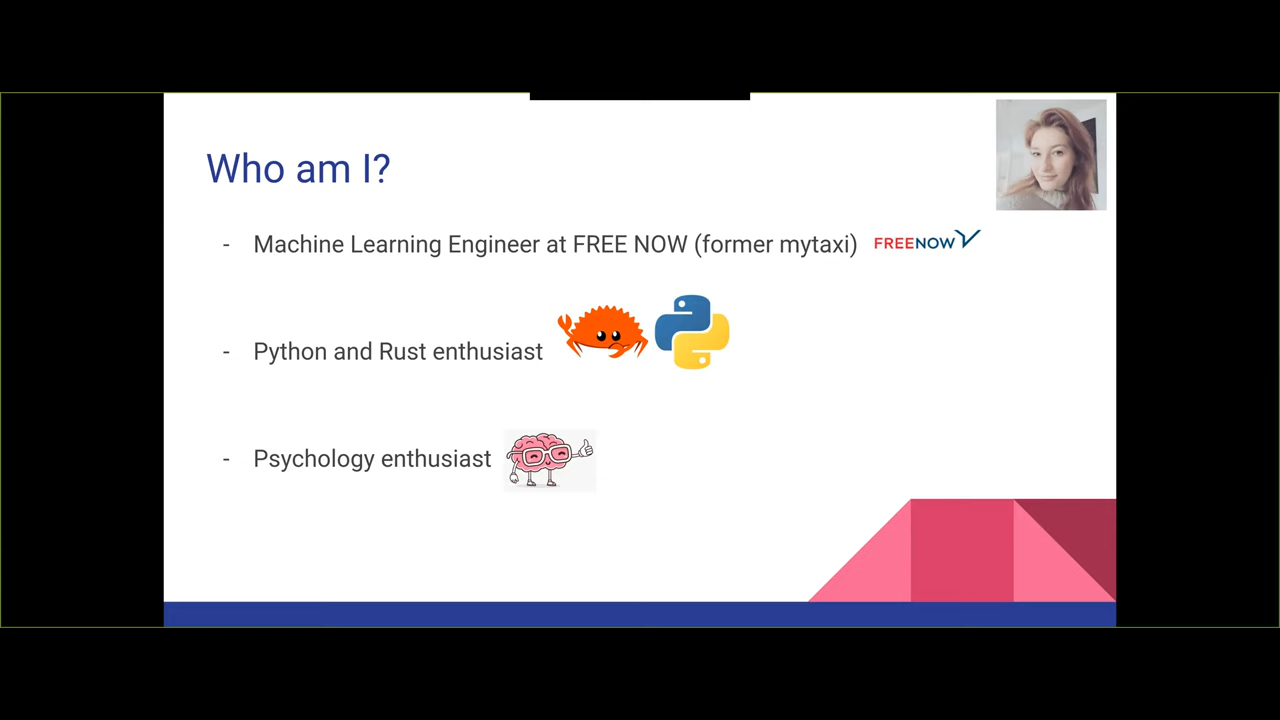 Who am I?
- Machine Learning Engineer at FREE NOW (former mytaxi)
FREENOW
- Python and Rust enthusiast
- Psychology enthusiast